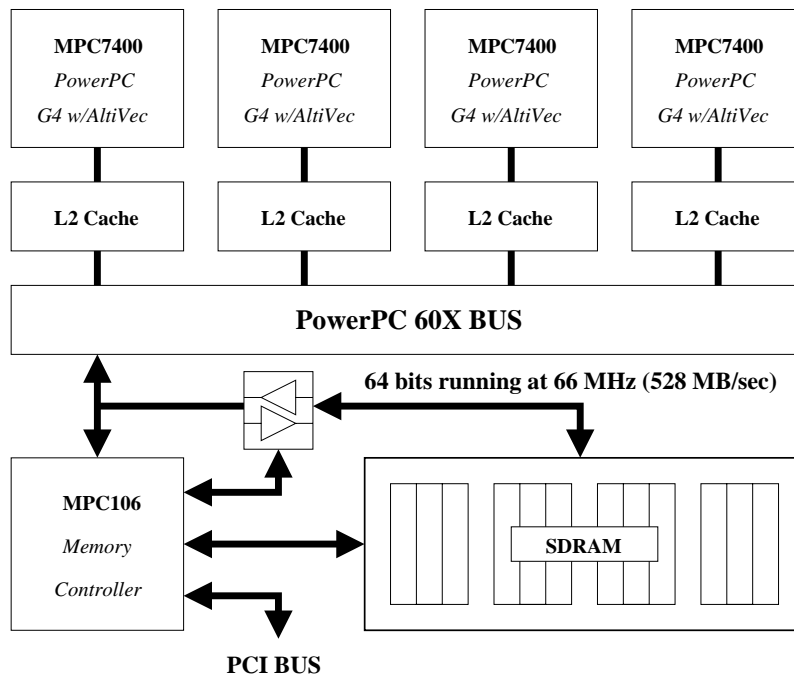 MPC7400 MPC7400 MPC7400 MPC7400
PowerPC PowerPC PowerPC PowerPC
G4 w/AltiVec G4 w/AltiVec G4 w/AltiVec G4 w/AltiVec
L2 Cache L2 Cache L2 Cache L2 Cache
PowerPC 60X BUS
64 bits running at 66 MHz (528 MB/sec)
MPC106
Memory
Controller
SDRAM
PCI BUS